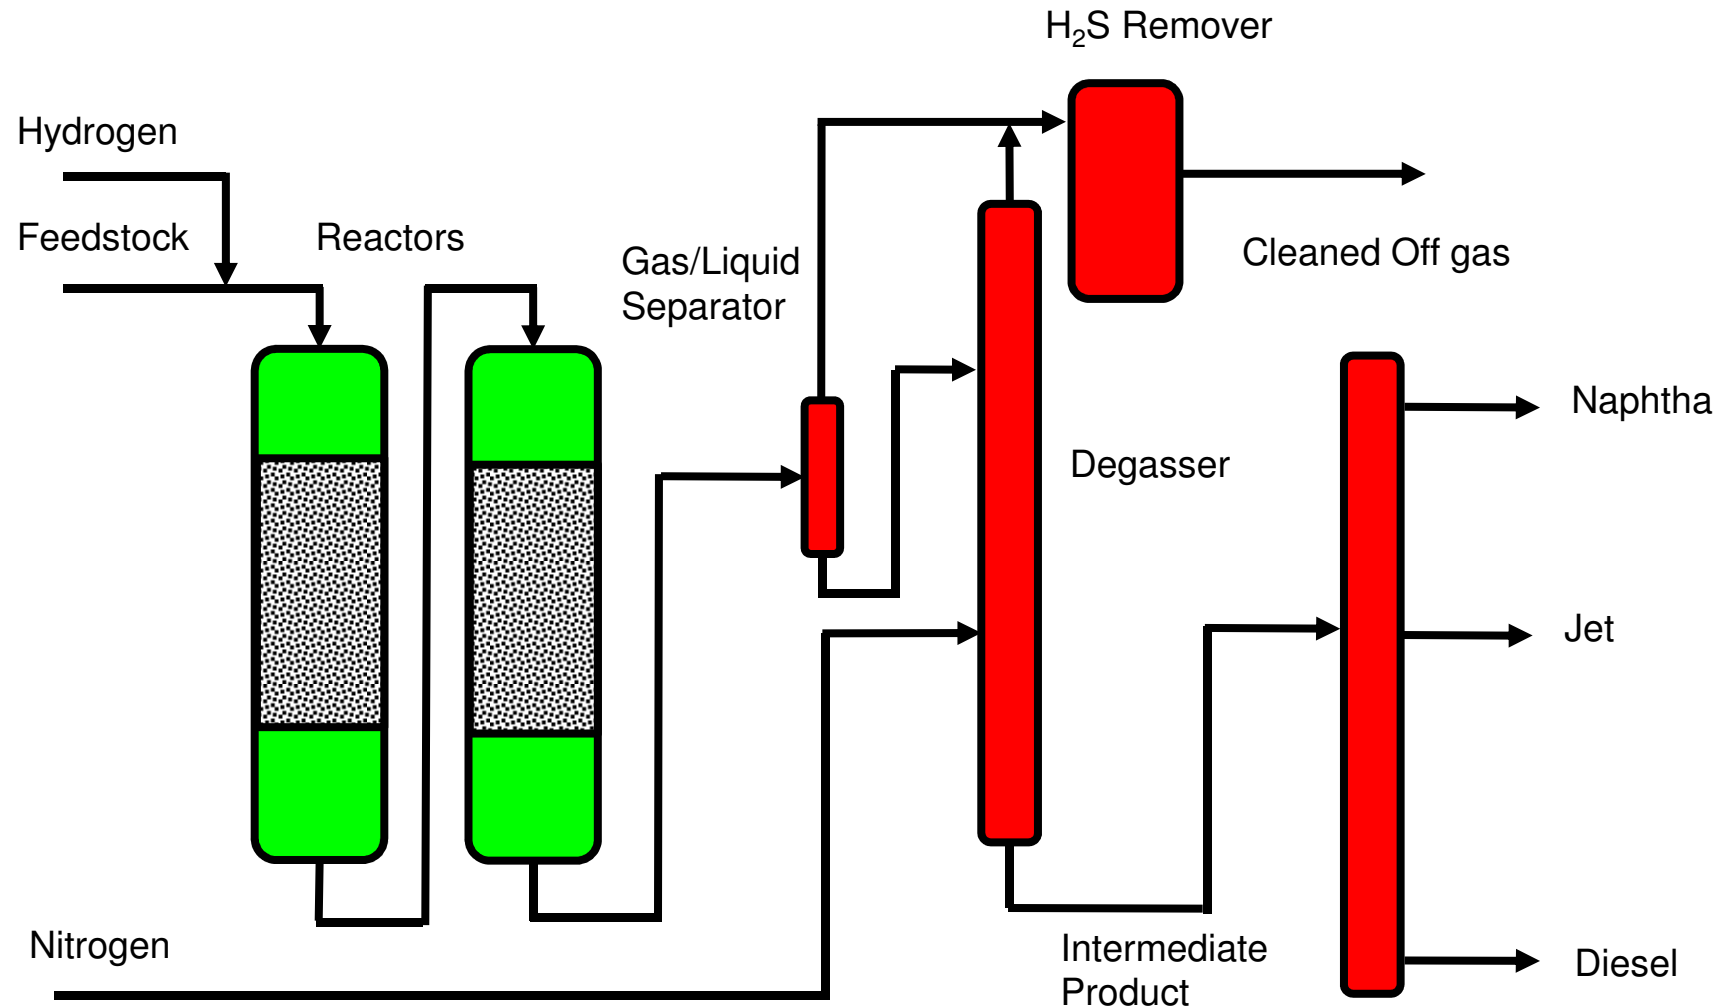 H₂S Remover
Hydrogen
Feedstock
Reactors
Gas/Liquid
Separator
Cleaned Off gas
Naphtha
Degasser
Jet
Nitrogen
Intermediate
Product
Diesel